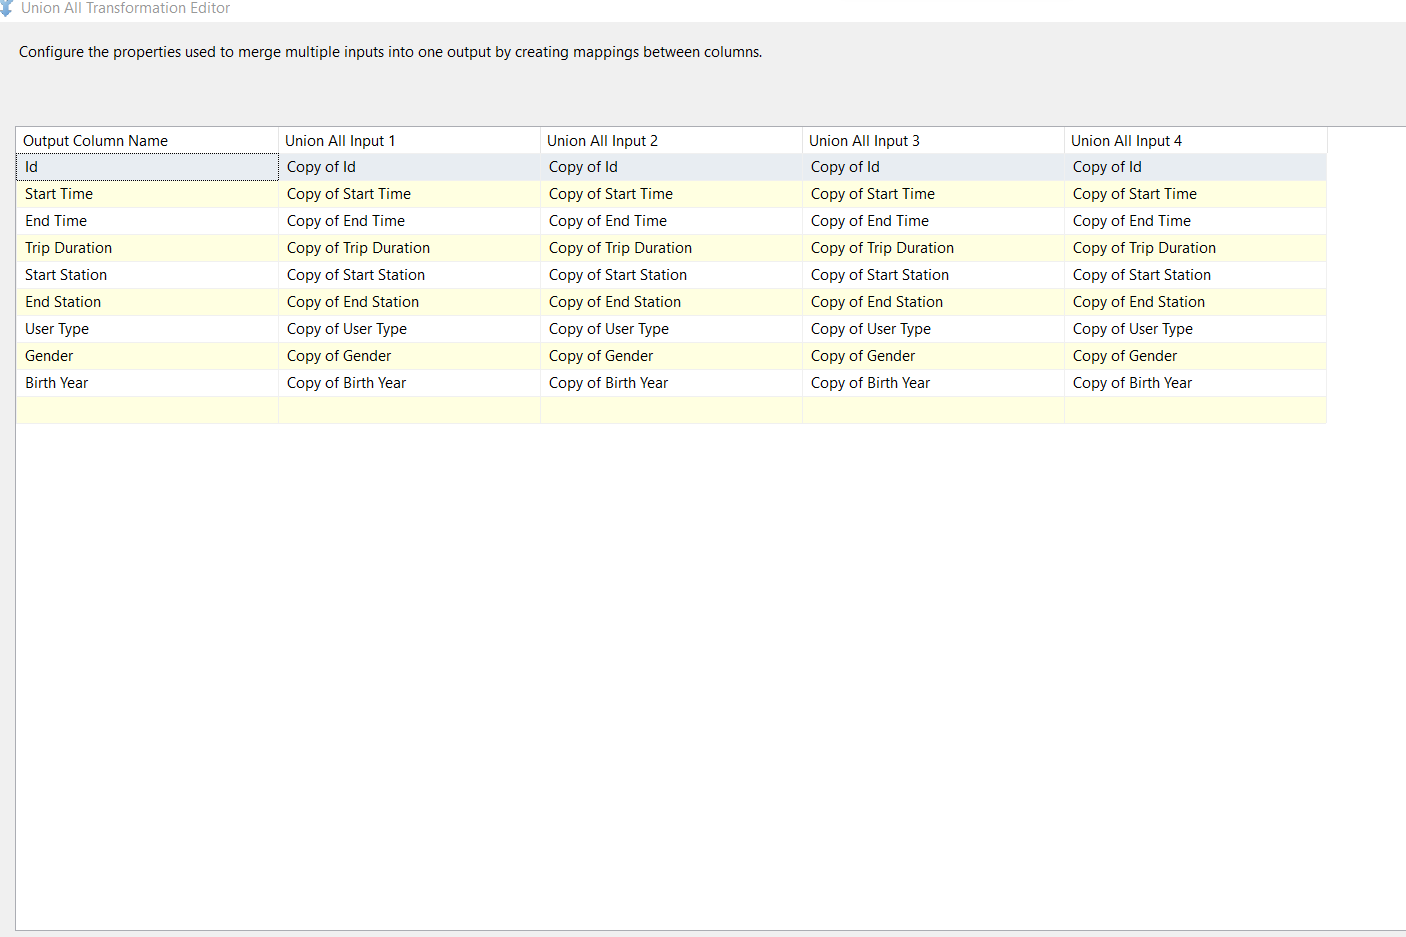 Union All Transformation Editor
Configure the properties used to merge multiple inputs into one output by creating mappings between columns.
Output Column Name Union All Input 1 Union All Input 2 Union All Input 3 Union All Input 4
Id Copy of Id Copy of Id Copy of Id Copy of Id
Start Time Copy of Start Time Copy of Start Time Copy of Start Time Copy of Start Time
End Time Copy of End Time Copy of End Time Copy of End Time Copy of End Time
Trip Duration Copy of Trip Duration Copy of Trip Duration Copy of Trip Duration Copy of Trip Duration
Start Station Copy of Start Station Copy of Start Station Copy of Start Station Copy of Start Station
End Station Copy of End Station Copy of End Station Copy of End Station Copy of End Station
User Type Copy of User Type Copy of User Type Copy of User Type Copy of User Type
Gender Copy of Gender Copy of Gender Copy of Gender Copy of Gender
Birth Year Copy of Birth Year Copy of Birth Year Copy of Birth Year Copy of Birth Year